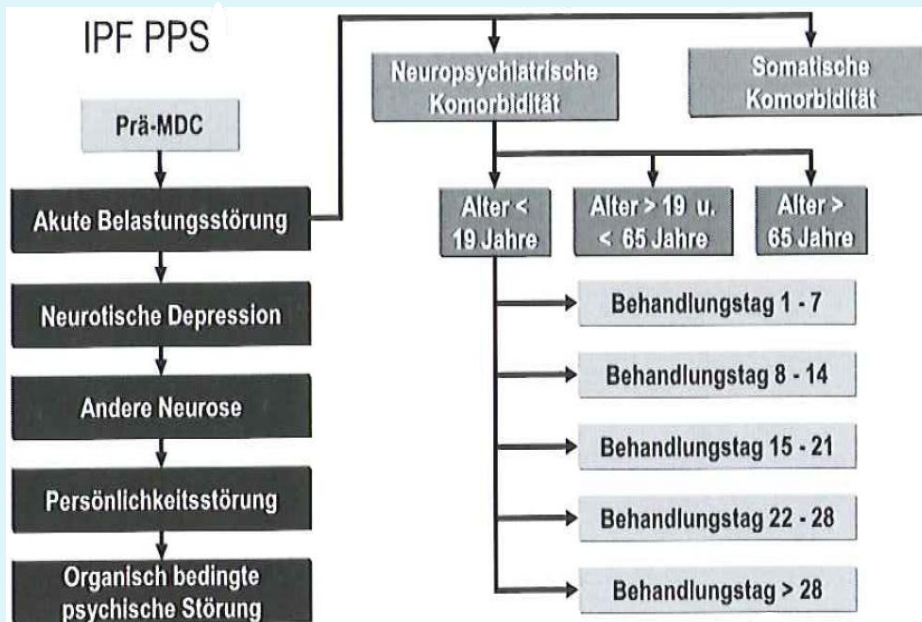 IPF PPS
Prä-MDC
Akute Belastungsstörung
Neurotische Depression
Andere Neurose
Persönlichkeitsstörung
Organisch bedingte
psychische Störung
Neuropsychiatrische
Komorbidität
Somatische
Komorbidität
Alter <
19 Jahre
Alter > 19 u.
< 65 Jahre
Alter >
65 Jahre
Behandlungstag 1 - 7
Behandlungstag 8 - 14
Behandlungstag 15 - 21
Behandlungstag 22 - 28
Behandlungstag > 28